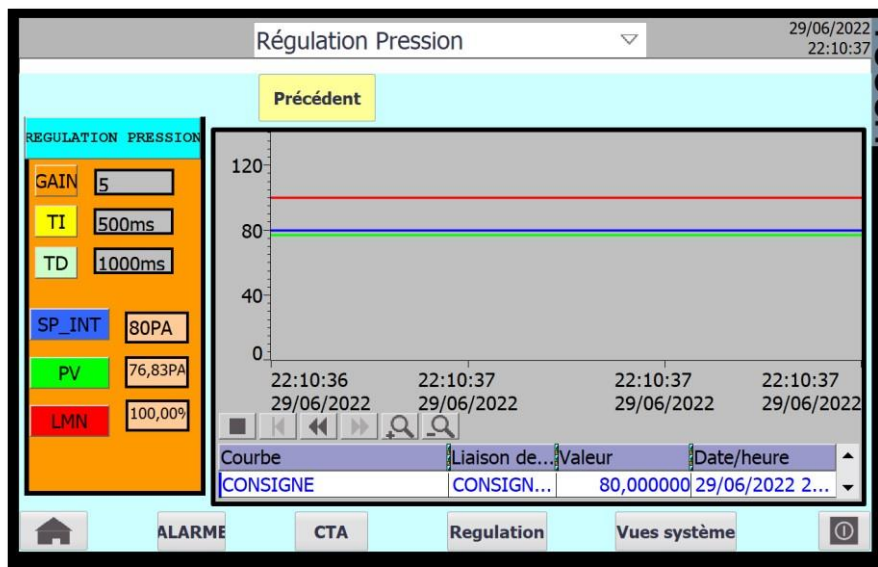 Régulation Pression
29/06/2022
22:10:37
Précédent
REGULATION PRESSION
GAIN 5
TI 500ms
TD 1000ms
SP_INT 80PA
PV 76,83PA
LMN 100,00%
120
80
40
0
22:10:36 22:10:37 22:10:37 22:10:37
29/06/2022 29/06/2022 29/06/2022 29/06/2022
Courbe Liaison de... Valeur Date/heure
CONSIGNE CONSIGN... 80,000000 29/06/2022 2...
ALARME CTA Regulation Vues système